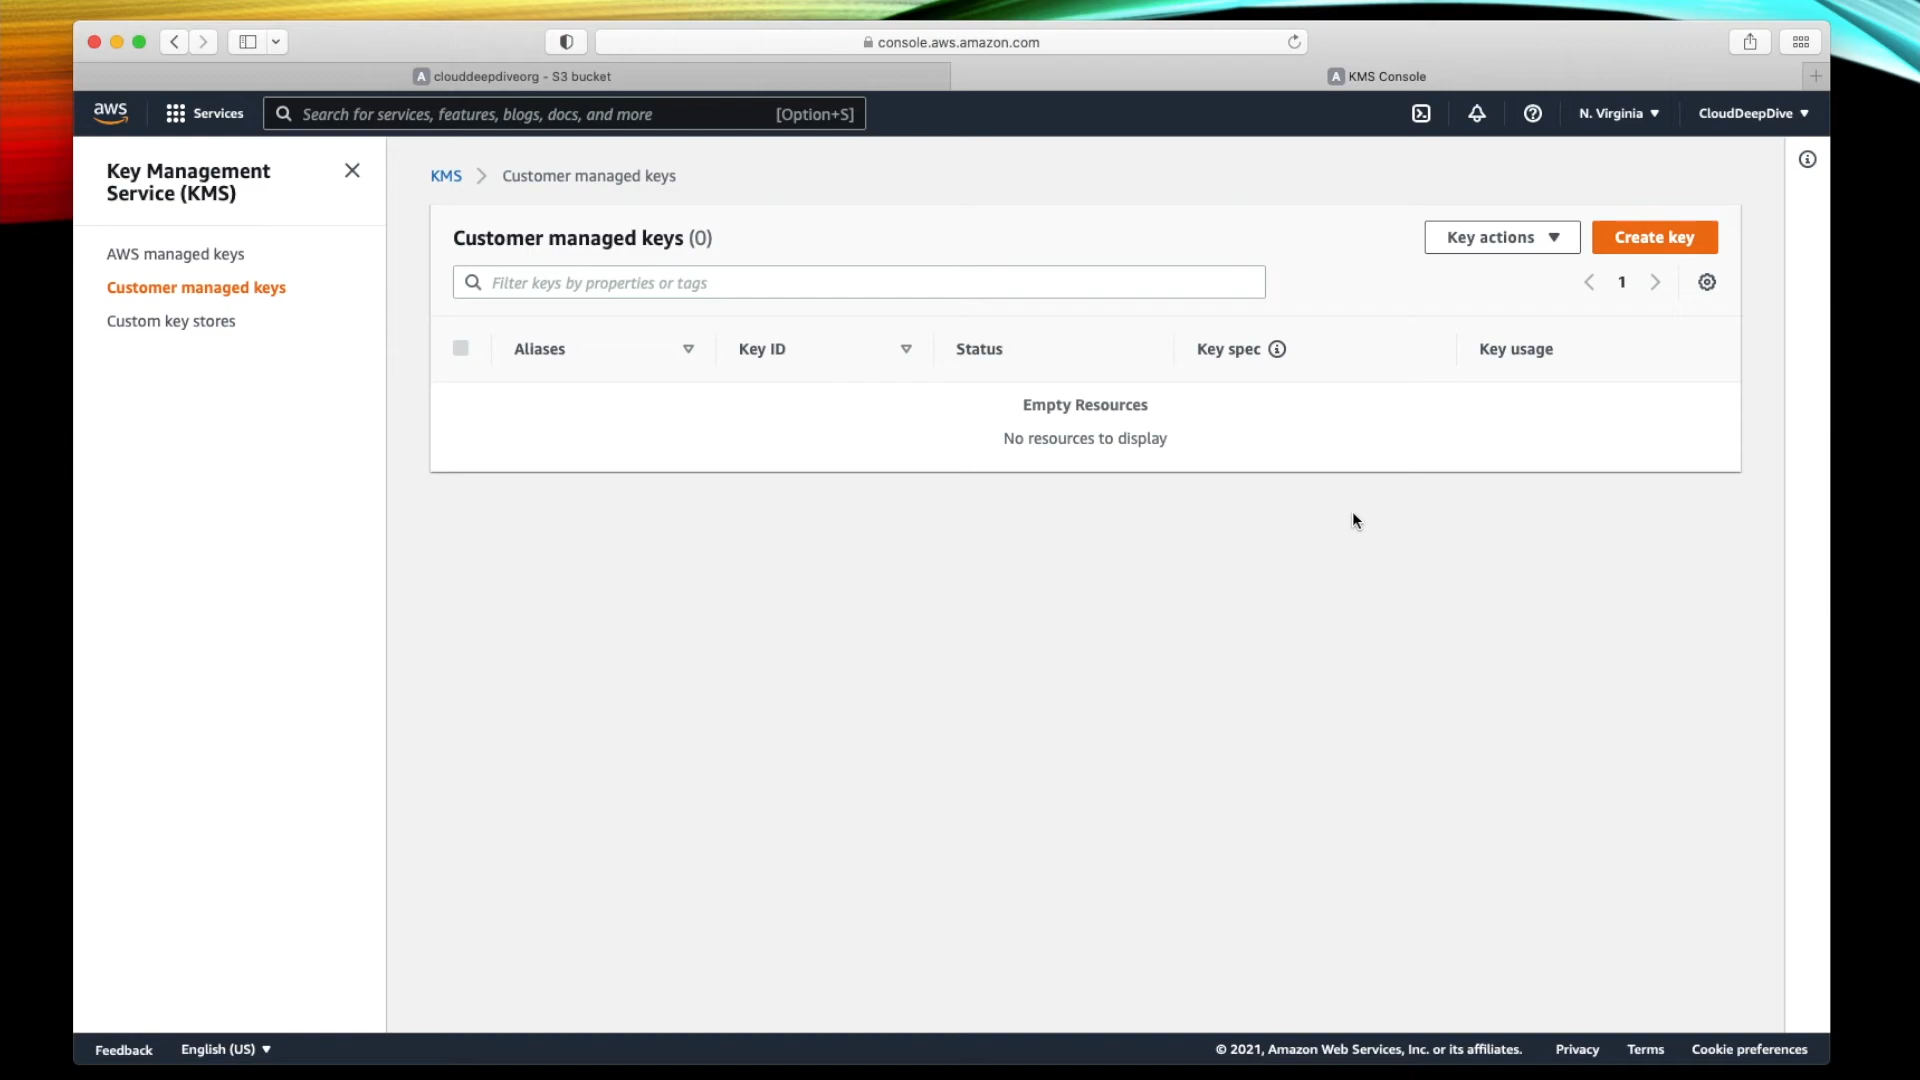 console.aws.amazon.com
A clouddeepdiveorg - S3 bucket
A KMS Console
aws
Services
Search for services, features, blogs, docs, and more [Option+S]
N. Virginia
CloudDeepDive
Key Management
Service (KMS)
AWS managed keys
Customer managed keys
Custom key stores
KMS > Customer managed keys
Customer managed keys (0)
Key actions
Create key
Filter keys by properties or tags
1
Aliases
Key ID
Status
Key spec
Key usage
Empty Resources
No resources to display
Feedback
English (US)
© 2021, Amazon Web Services, Inc. or its affiliates.
Privacy
Terms
Cookie preferences